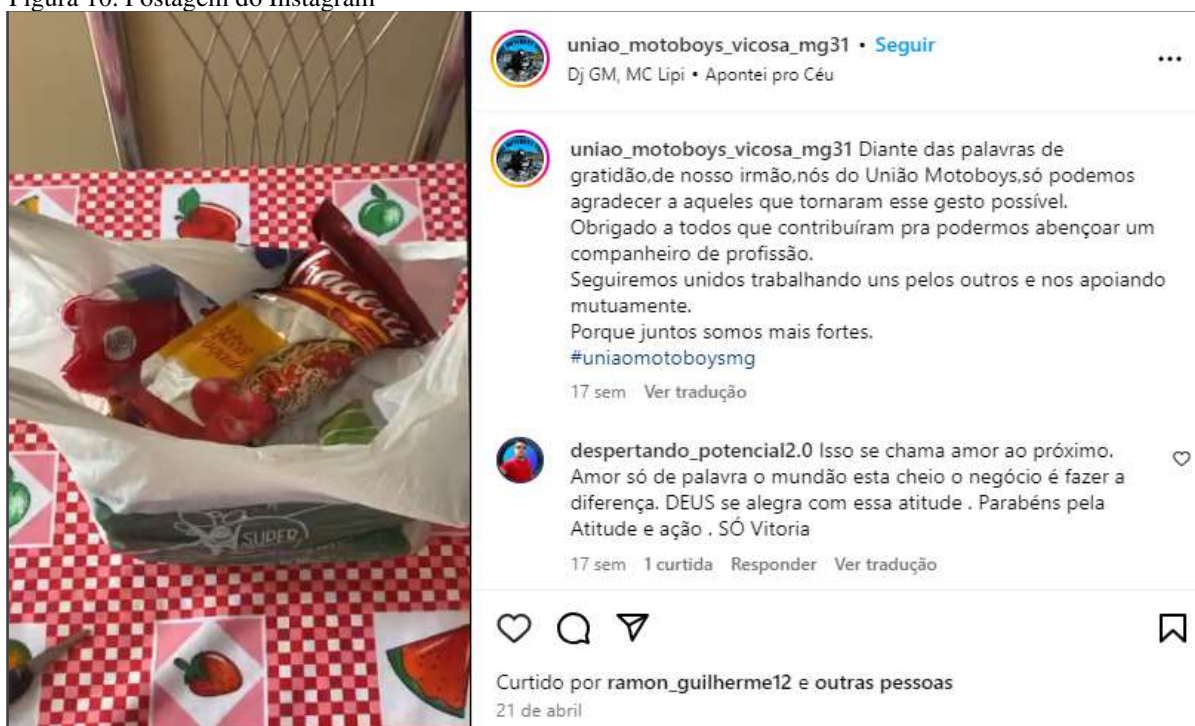 Figura 10. Postagem do Instagram
uniao_motoboys_vicosa_mg31 • Seguir
Dj GM, MC Lipi • Apontei pro Céu
uniao_motoboys_vicosa_mg31 Diante das palavras de
gratidão,de nosso irmão,nós do União Motoboys,só podemos
agradecer a aqueles que tornaram esse gesto possível.
Obrigado a todos que contribuíram pra podermos abençoar um
companheiro de profissão.
Seguiremos unidos trabalhando uns pelos outros e nos apoiando
mutuamente.
Porque juntos somos mais fortes.
#uniaomotoboysmg
17 sem Ver tradução
despertando_potencial2.0 Isso se chama amor ao próximo.
Amor só de palavra o mundão esta cheio o negócio é fazer a
diferença. DEUS se alegra com essa atitude . Parabéns pela
Atitude e ação . SÓ Vitoria
17 sem 1 curtida Responder Ver tradução
Curtido por ramon_guilherme12 e outras pessoas
21 de abril
SUPER